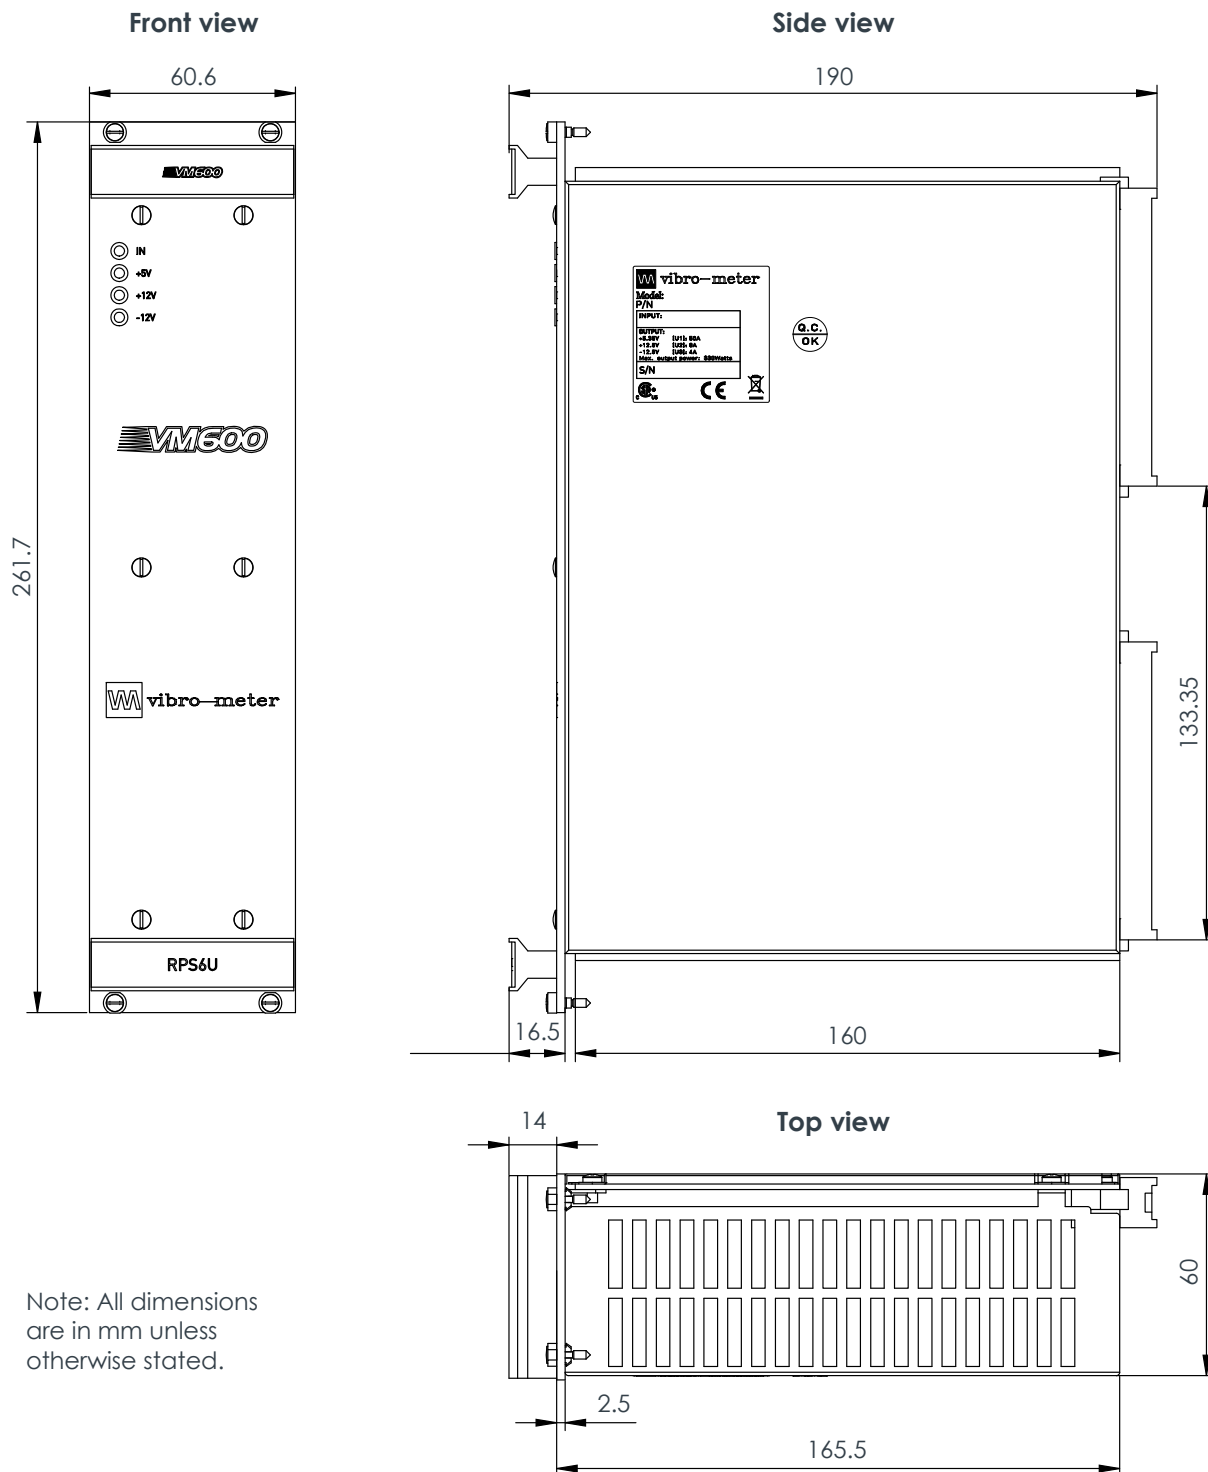 Front view
Side view
60.6
190
VM600
IN
+5V
+12V
-12V
vibro-meter
Model:
P/N
INPUT:
OUTPUT:
S/N
C US
CE
Q.C.
OK
VM600
261.7
133.35
vibro-meter
RPS6U
16.5
160
14
Top view
60
Note: All dimensions
are in mm unless
otherwise stated.
2.5
165.5